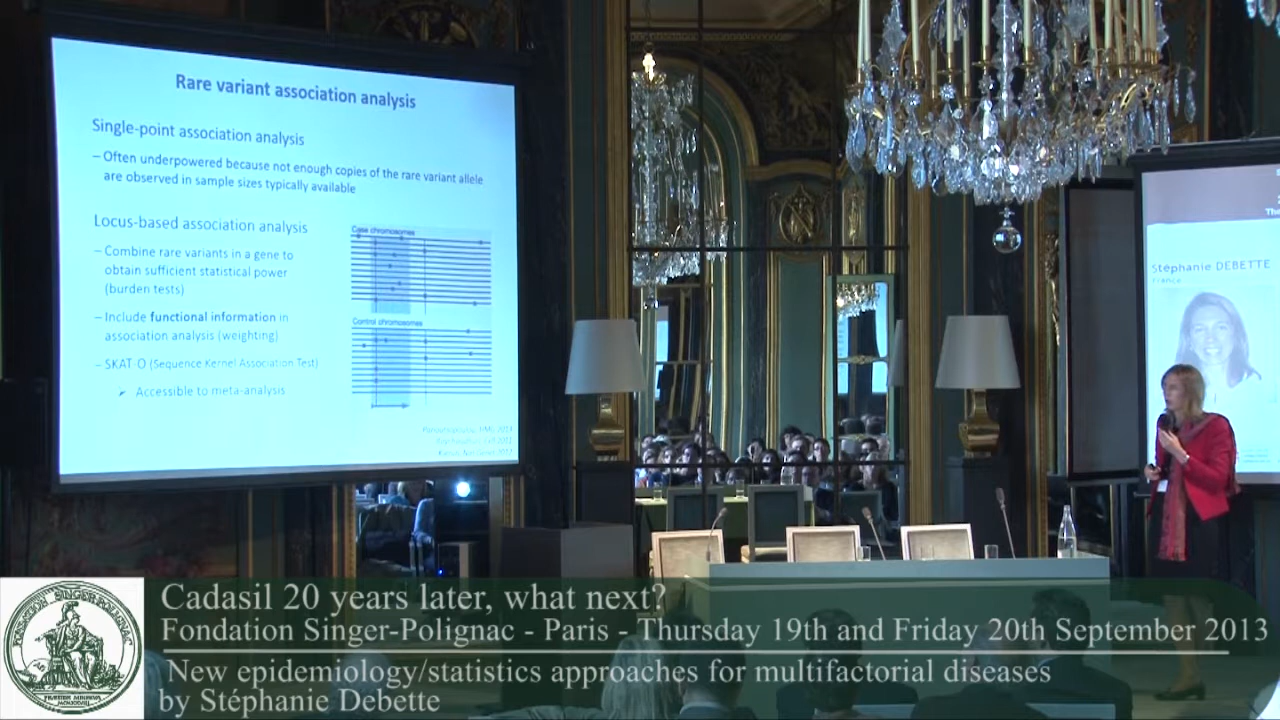 Rare variant association analysis
Single-point association analysis
– Often underpowered because not enough copies of the rare variant allele
are observed in sample sizes typically available
Locus-based association analysis
– Combine rare variants in a gene to
obtain sufficient statistical power
(burden tests)
– Include functional information in
association analysis (weighting)
– SKAT-O (Sequence Kernel Association Test)
Accessible to meta-analysis
Case chromosomes
Control chromosomes
Stéphanie DEBETTE
France
FONDATION SINGER-POLIGNAC
Cadasil 20 years later, what next?
Fondation Singer-Polignac - Paris - Thursday 19th and Friday 20th September 2013
New epidemiology/statistics approaches for multifactorial diseases
by Stéphanie Debette